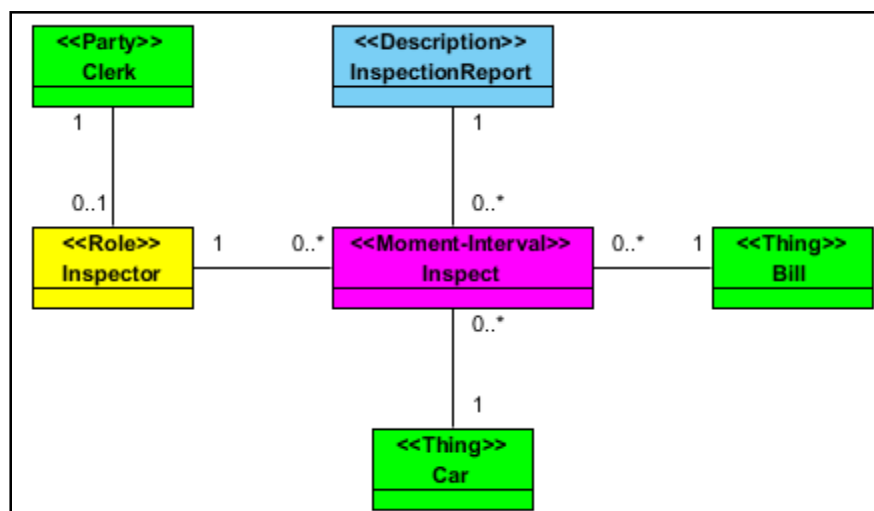 <<Party>>
Clerk
<<Description>>
InspectionReport
1
1
0..1
0..*
<<Role>>
Inspector
1
0..*
<<Moment-Interval>>
Inspect
0..*
1
<<Thing>>
Bill
0..*
1
<<Thing>>
Car